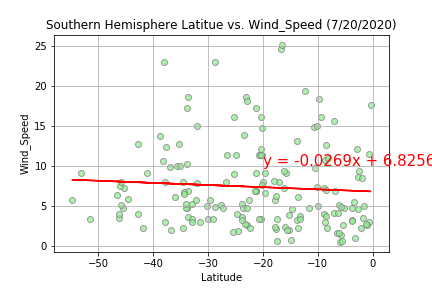 Southern Hemisphere Latitue vs. Wind_Speed (7/20/2020)
25
20
15
10
5
0
Wind_Speed
y = -0.0269x + 6.8256
−50 −40 −30 −20 −10 0
Latitude